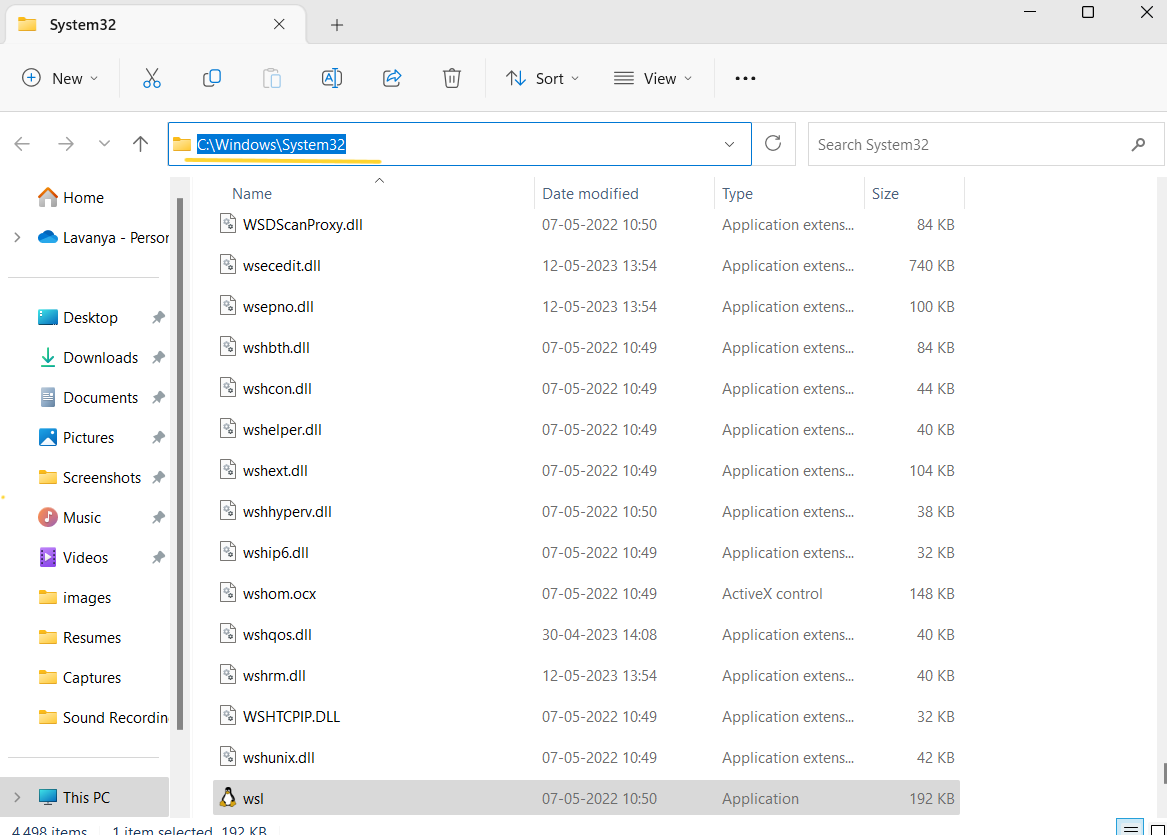 System32
New
Sort
View
C:\Windows\System32
Search System32
Home
Lavanya - Person
Desktop
Downloads
Documents
Pictures
Screenshots
Music
Videos
images
Resumes
Captures
Sound Recordin
This PC
Name Date modified Type Size
WSDScanProxy.dll 07-05-2022 10:50 Application extens... 84 KB
wsecedit.dll 12-05-2023 13:54 Application extens... 740 KB
wsepno.dll 12-05-2023 13:54 Application extens... 100 KB
wshbth.dll 07-05-2022 10:49 Application extens... 84 KB
wshcon.dll 07-05-2022 10:49 Application extens... 44 KB
wshelper.dll 07-05-2022 10:49 Application extens... 40 KB
wshext.dll 07-05-2022 10:49 Application extens... 104 KB
wshhyperv.dll 07-05-2022 10:50 Application extens... 38 KB
wship6.dll 07-05-2022 10:49 Application extens... 32 KB
wshom.ocx 07-05-2022 10:49 ActiveX control 148 KB
wshqos.dll 30-04-2023 14:08 Application extens... 40 KB
wshrm.dll 12-05-2023 13:54 Application extens... 40 KB
WSHTCPIP.DLL 07-05-2022 10:49 Application extens... 32 KB
wshunix.dll 07-05-2022 10:49 Application extens... 42 KB
wsl 07-05-2022 10:50 Application 192 KB
4,498 items 1 item selected 192 KB